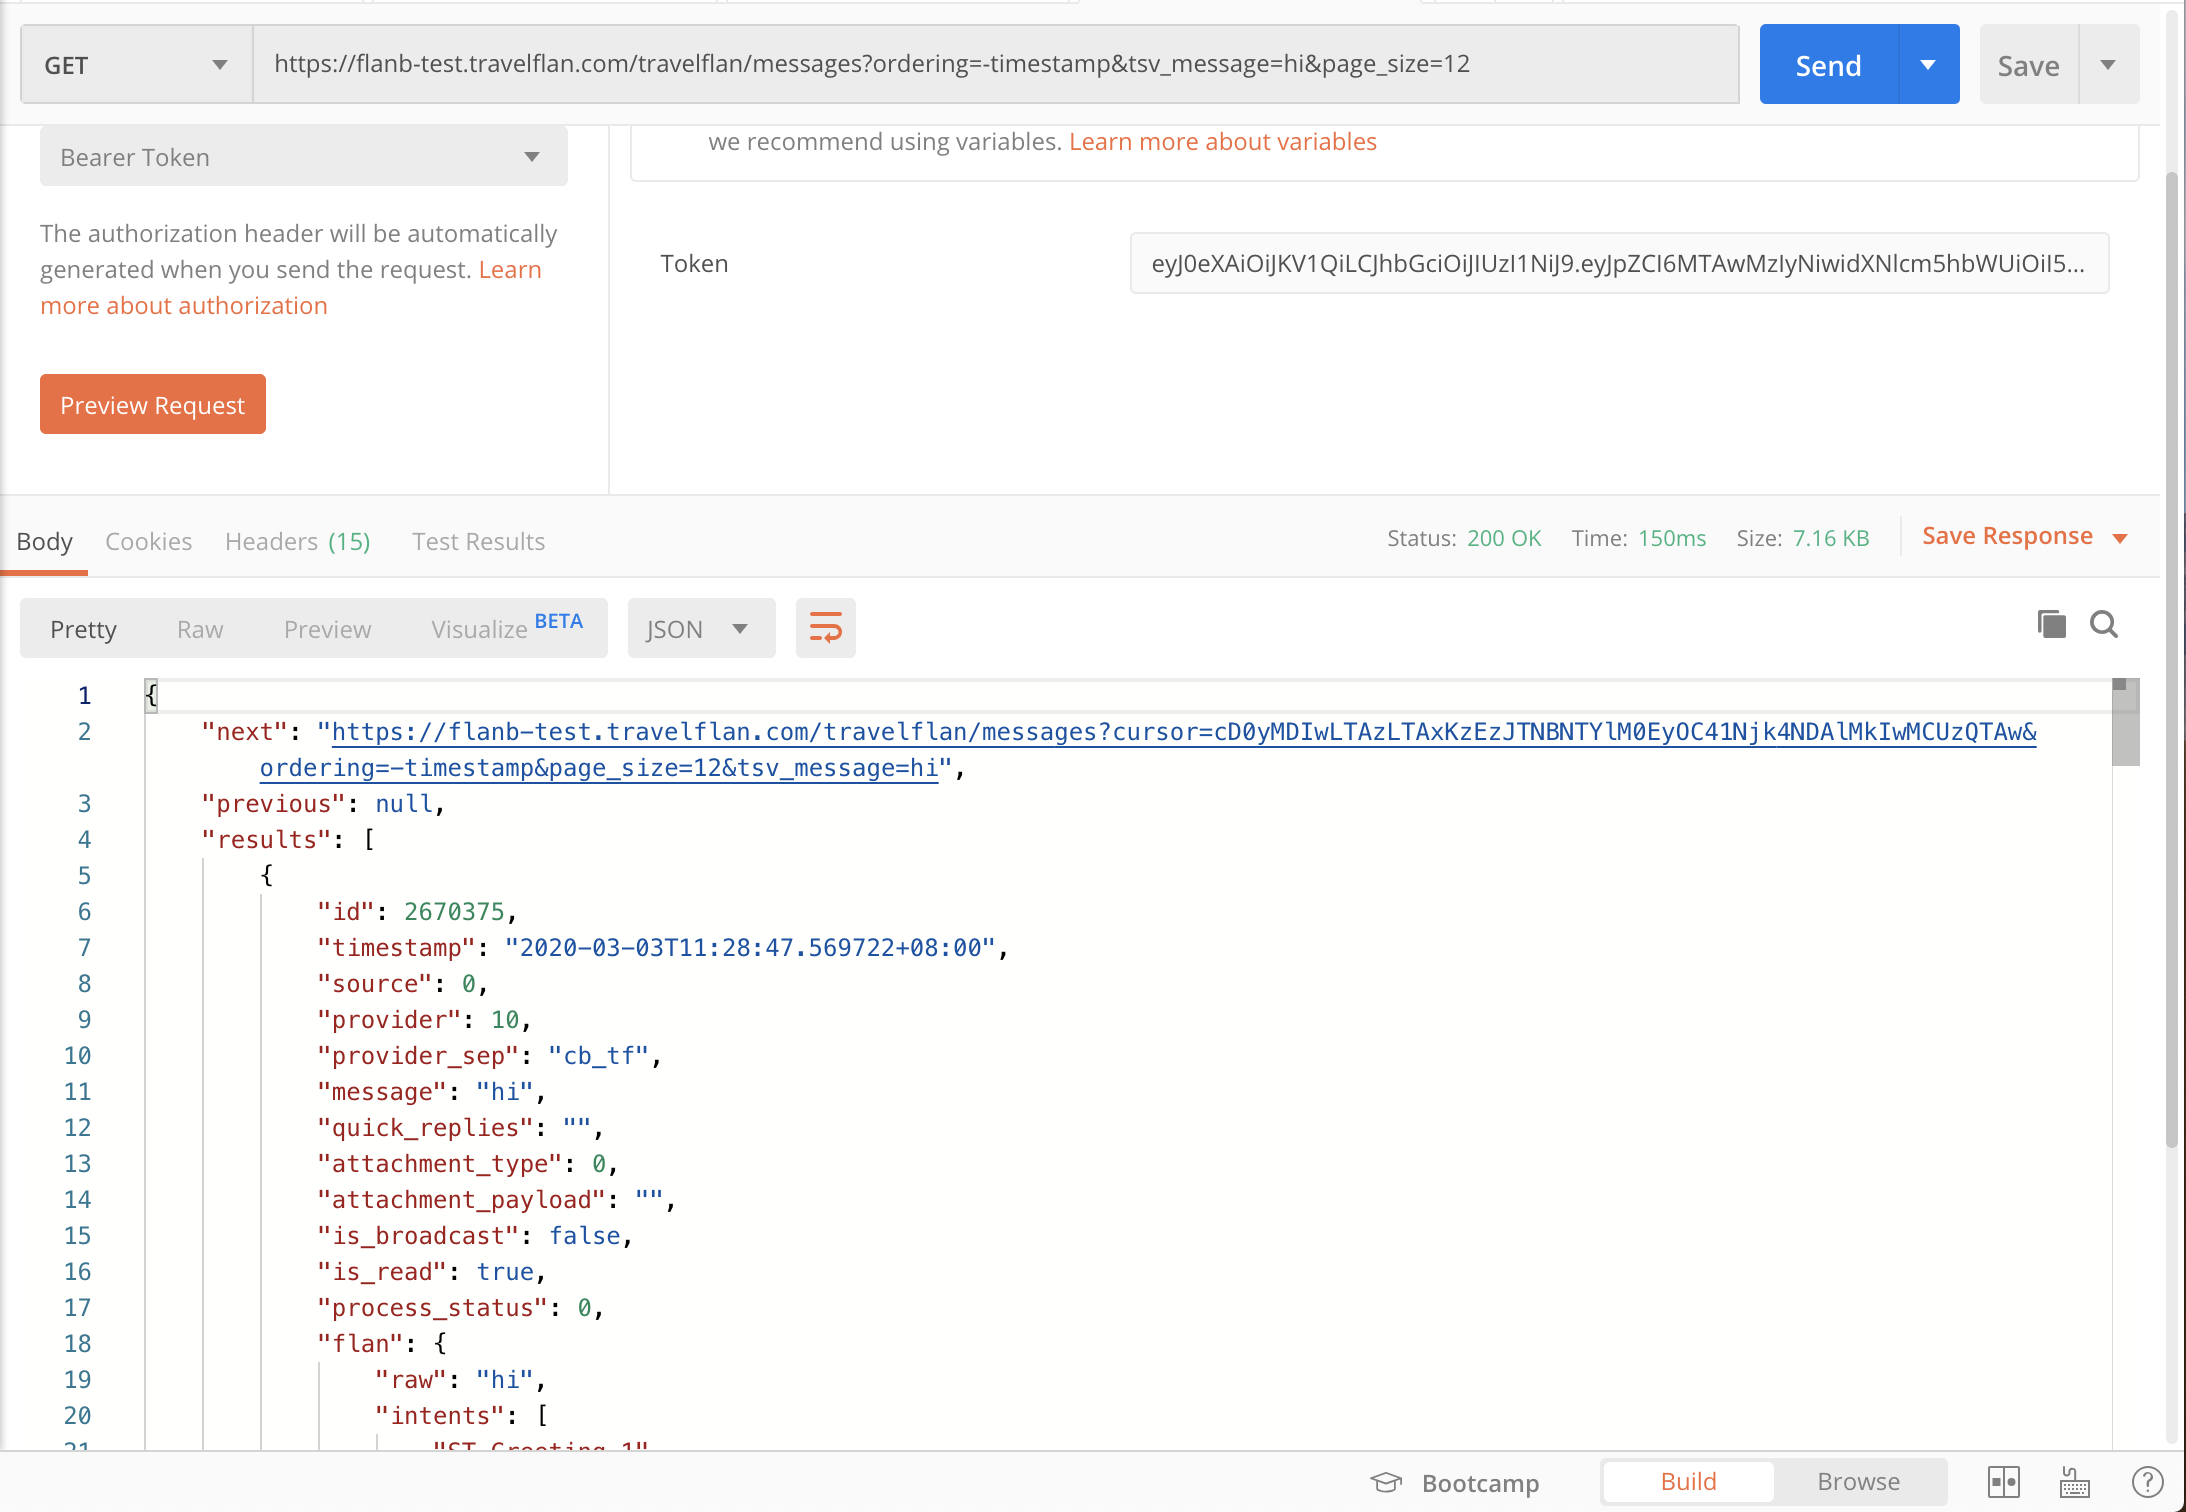 GET
https://flanb-test.travelflan.com/travelflan/messages?ordering=-timestamp&tsv_message=hi&page_size=12
Send
Save
Bearer Token
we recommend using variables. Learn more about variables
The authorization header will be automatically
generated when you send the request. Learn
more about authorization
Token
eyJ0eXAiOiJKV1QiLCJhbGciOiJIUzI1NiJ9.eyJpZCI6MTAwMzIyNiwidXNlcm5hbWUiOiI5...
Preview Request
Body Cookies Headers (15) Test Results
Status: 200 OK Time: 150ms Size: 7.16 KB Save Response
Pretty Raw Preview Visualize BETA JSON
1 {
2 "next": "https://flanb-test.travelflan.com/travelflan/messages?cursor=cD0yMDIwLTAzLTAxKzEzJTNBNTYlM0EyOC41Njk4NDAlMkIwMCUzQTAw&
ordering=-timestamp&page_size=12&tsv_message=hi",
3 "previous": null,
4 "results": [
5 {
6 "id": 2670375,
7 "timestamp": "2020-03-03T11:28:47.569722+08:00",
8 "source": 0,
9 "provider": 10,
10 "provider_sep": "cb_tf",
11 "message": "hi",
12 "quick_replies": "",
13 "attachment_type": 0,
14 "attachment_payload": "",
15 "is_broadcast": false,
16 "is_read": true,
17 "process_status": 0,
18 "flan": {
19 "raw": "hi",
20 "intents": [
21 "ST_Greeting_1"
Bootcamp
Build
Browse